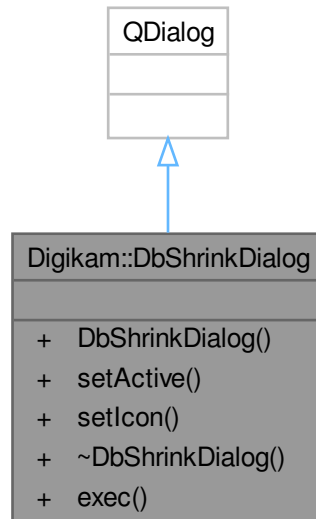 QDialog
Digikam::DbShrinkDialog
+ DbShrinkDialog()
+ setActive()
+ setIcon()
+ ~DbShrinkDialog()
+ exec()